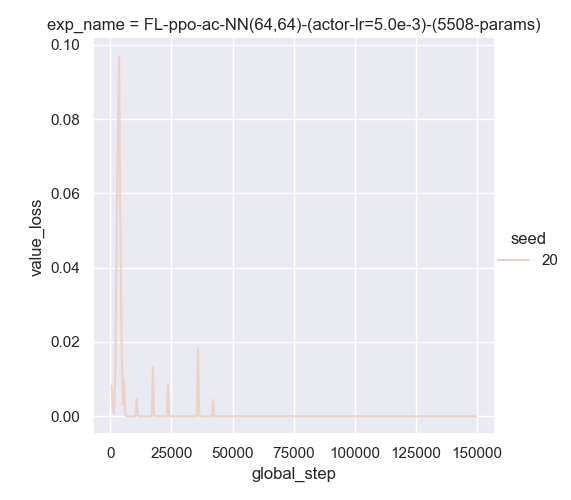 exp_name = FL-ppo-ac-NN(64,64)-(actor-lr=5.0e-3)-(5508-params)
0.10
0.08
0.06
0.04
0.02
0.00
value_loss
0 25000 50000 75000 100000 125000 150000
global_step
seed
20